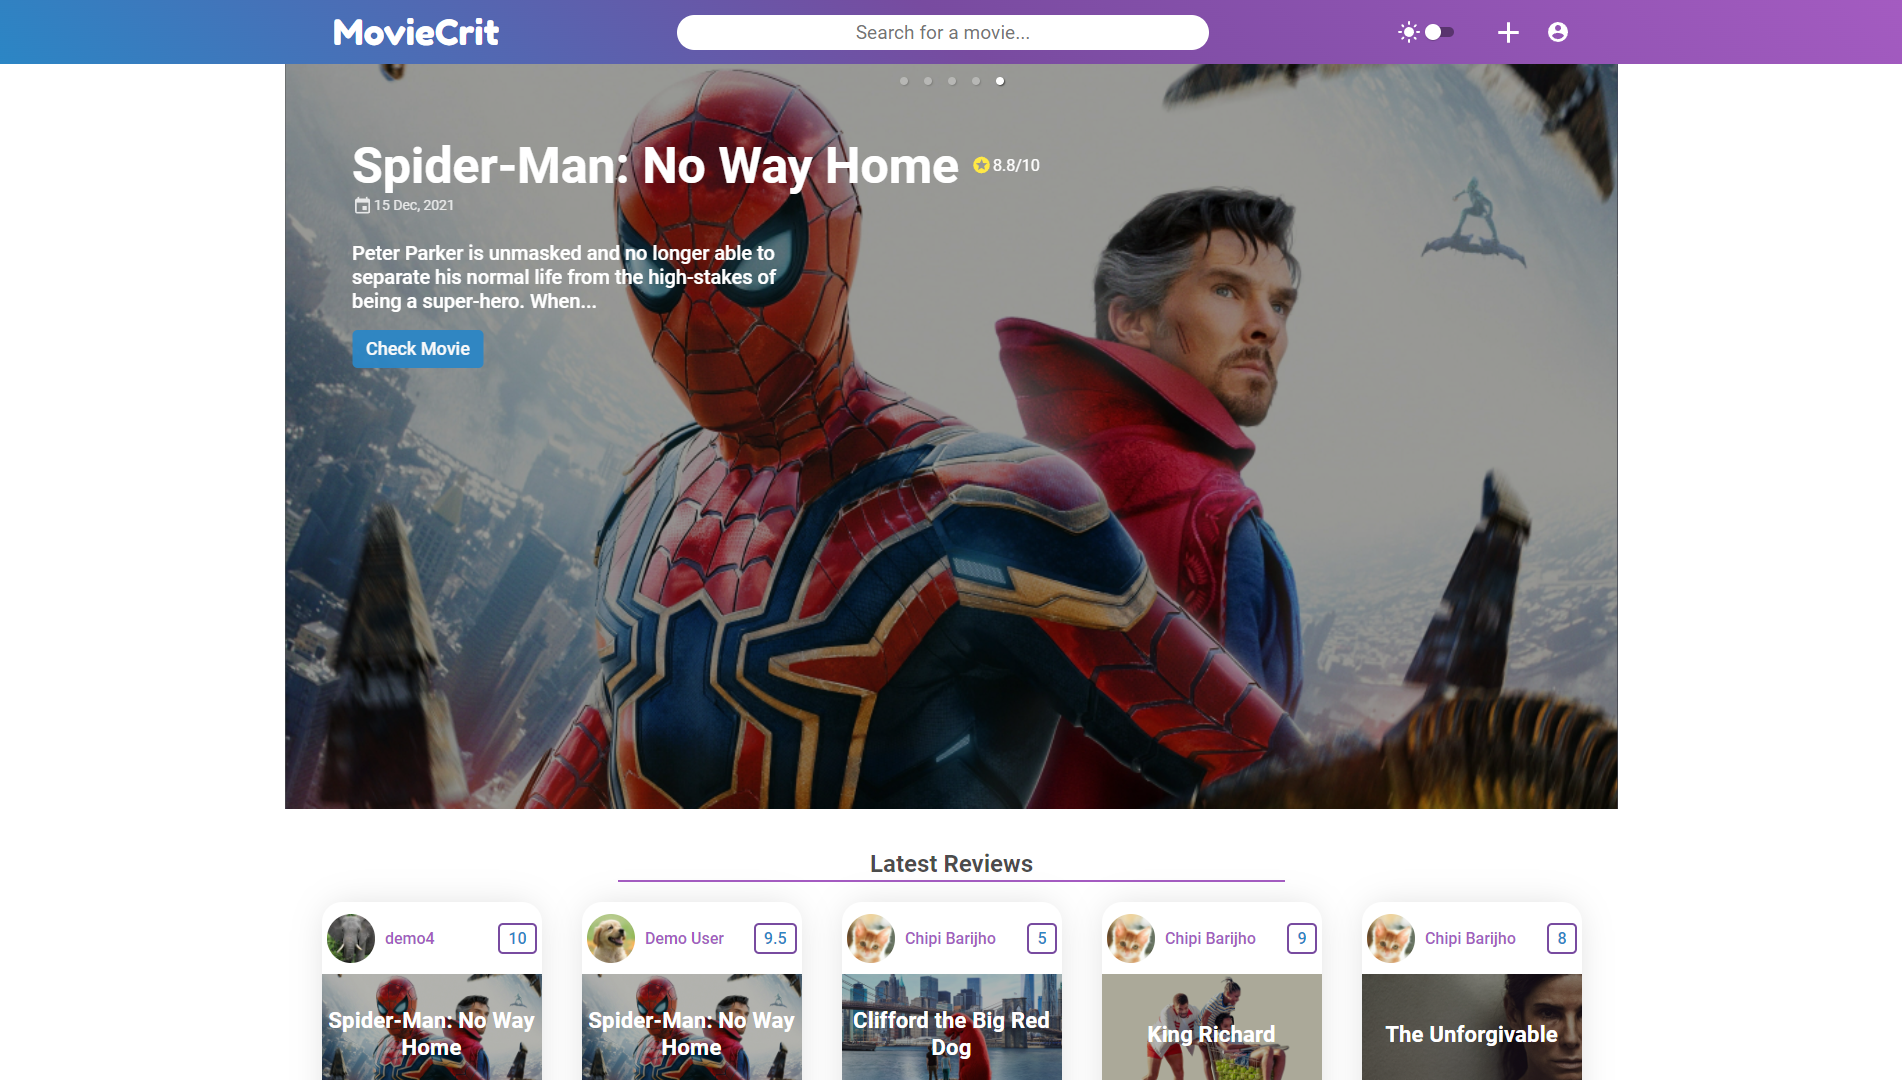 MovieCrit
Search for a movie...
Spider-Man: No Way Home
8.8/10
15 Dec, 2021
Peter Parker is unmasked and no longer able to
separate his normal life from the high-stakes of
being a super-hero. When...
Check Movie
Latest Reviews
demo4
10
Spider-Man: No Way
Home
Demo User
9.5
Spider-Man: No Way
Home
Chipi Barijho
5
Clifford the Big Red
Dog
Chipi Barijho
9
King Richard
Chipi Barijho
8
The Unforgivable